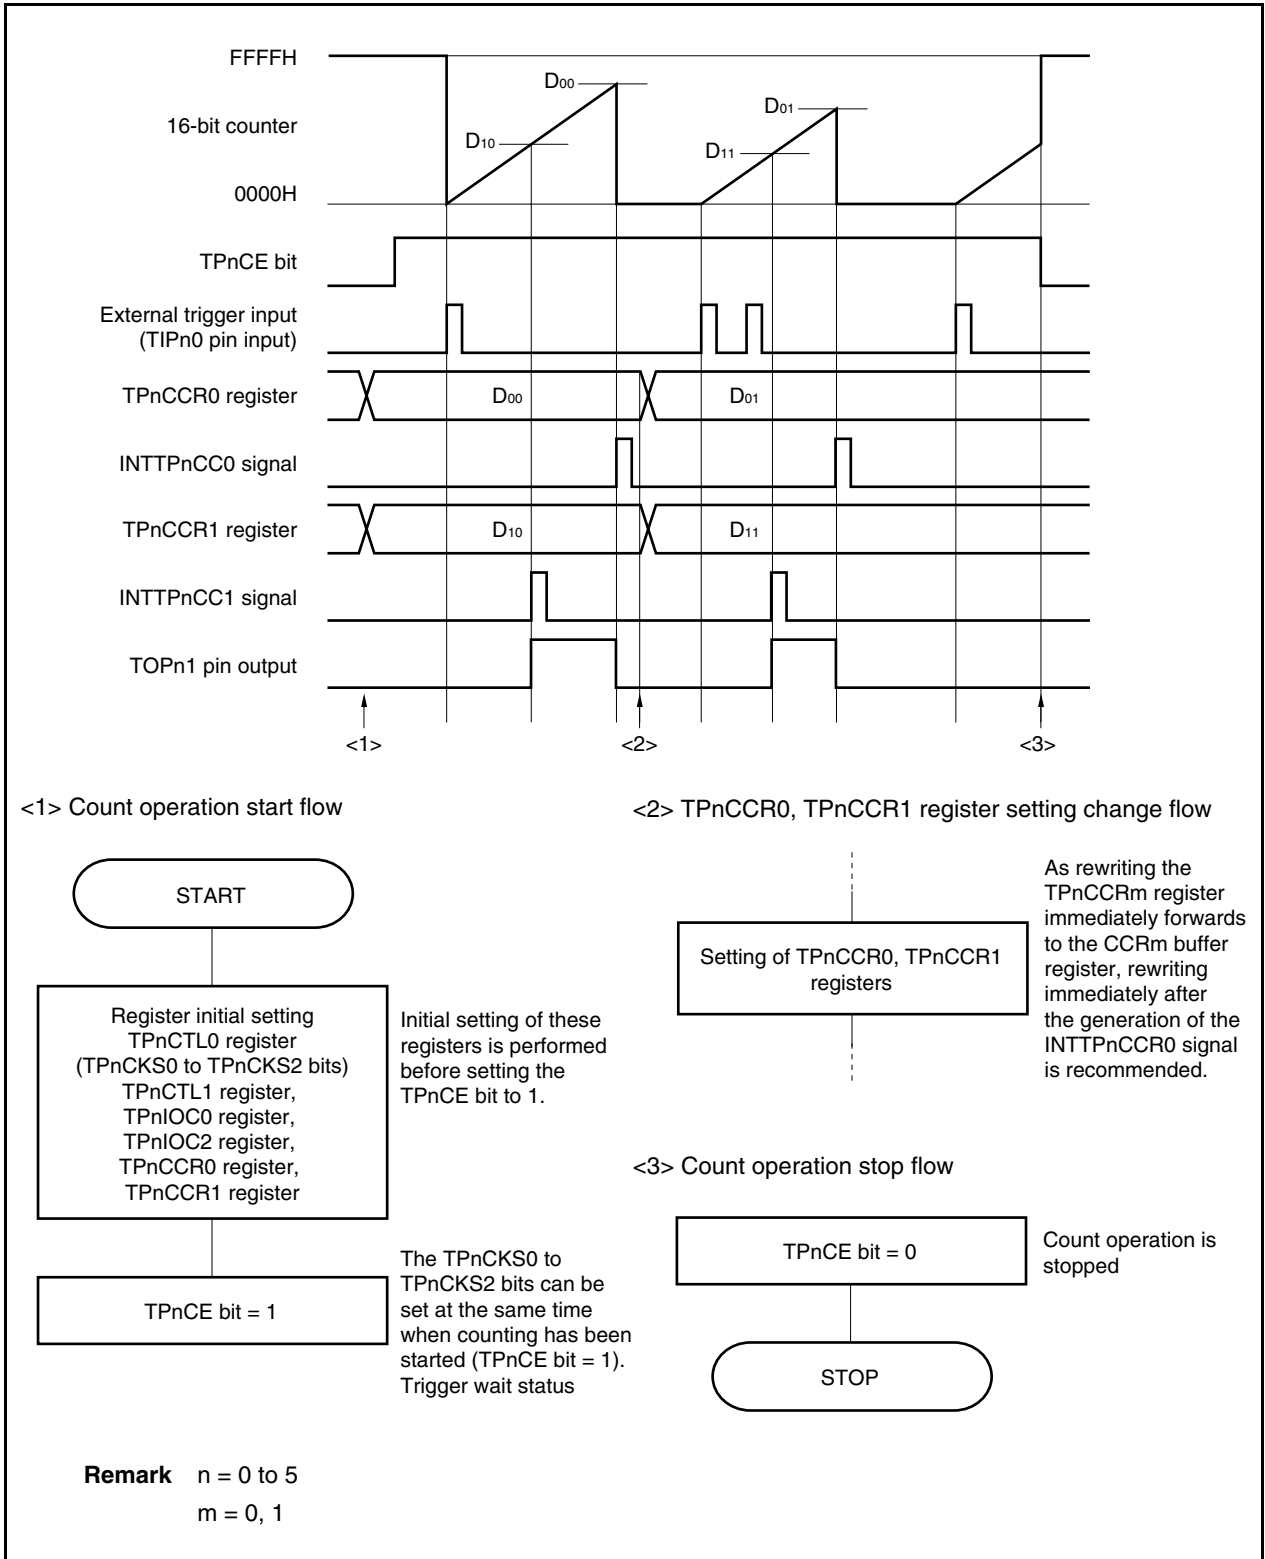 FFFFH
16-bit counter
0000H
D00
D10
D01
D11
TPnCE bit
External trigger input
(TIPn0 pin input)
TPnCCR0 register
D00
D01
INTTPnCC0 signal
TPnCCR1 register
D10
D11
INTTPnCC1 signal
TOPn1 pin output
<1>
<2>
<3>
<1> Count operation start flow
START
Register initial setting
TPnCTL0 register
(TPnCKS0 to TPnCKS2 bits)
TPnCTL1 register,
TPnIOC0 register,
TPnIOC2 register,
TPnCCR0 register,
TPnCCR1 register
Initial setting of these
registers is performed
before setting the
TPnCE bit to 1.
TPnCE bit = 1
The TPnCKS0 to
TPnCKS2 bits can be
set at the same time
when counting has been
started (TPnCE bit = 1).
Trigger wait status
<2> TPnCCR0, TPnCCR1 register setting change flow
Setting of TPnCCR0, TPnCCR1
registers
As rewriting the
TPnCCRm register
immediately forwards
to the CCRm buffer
register, rewriting
immediately after
the generation of the
INTTPnCCR0 signal
is recommended.
<3> Count operation stop flow
TPnCE bit = 0
Count operation is
stopped
STOP
Remark n = 0 to 5
m = 0, 1